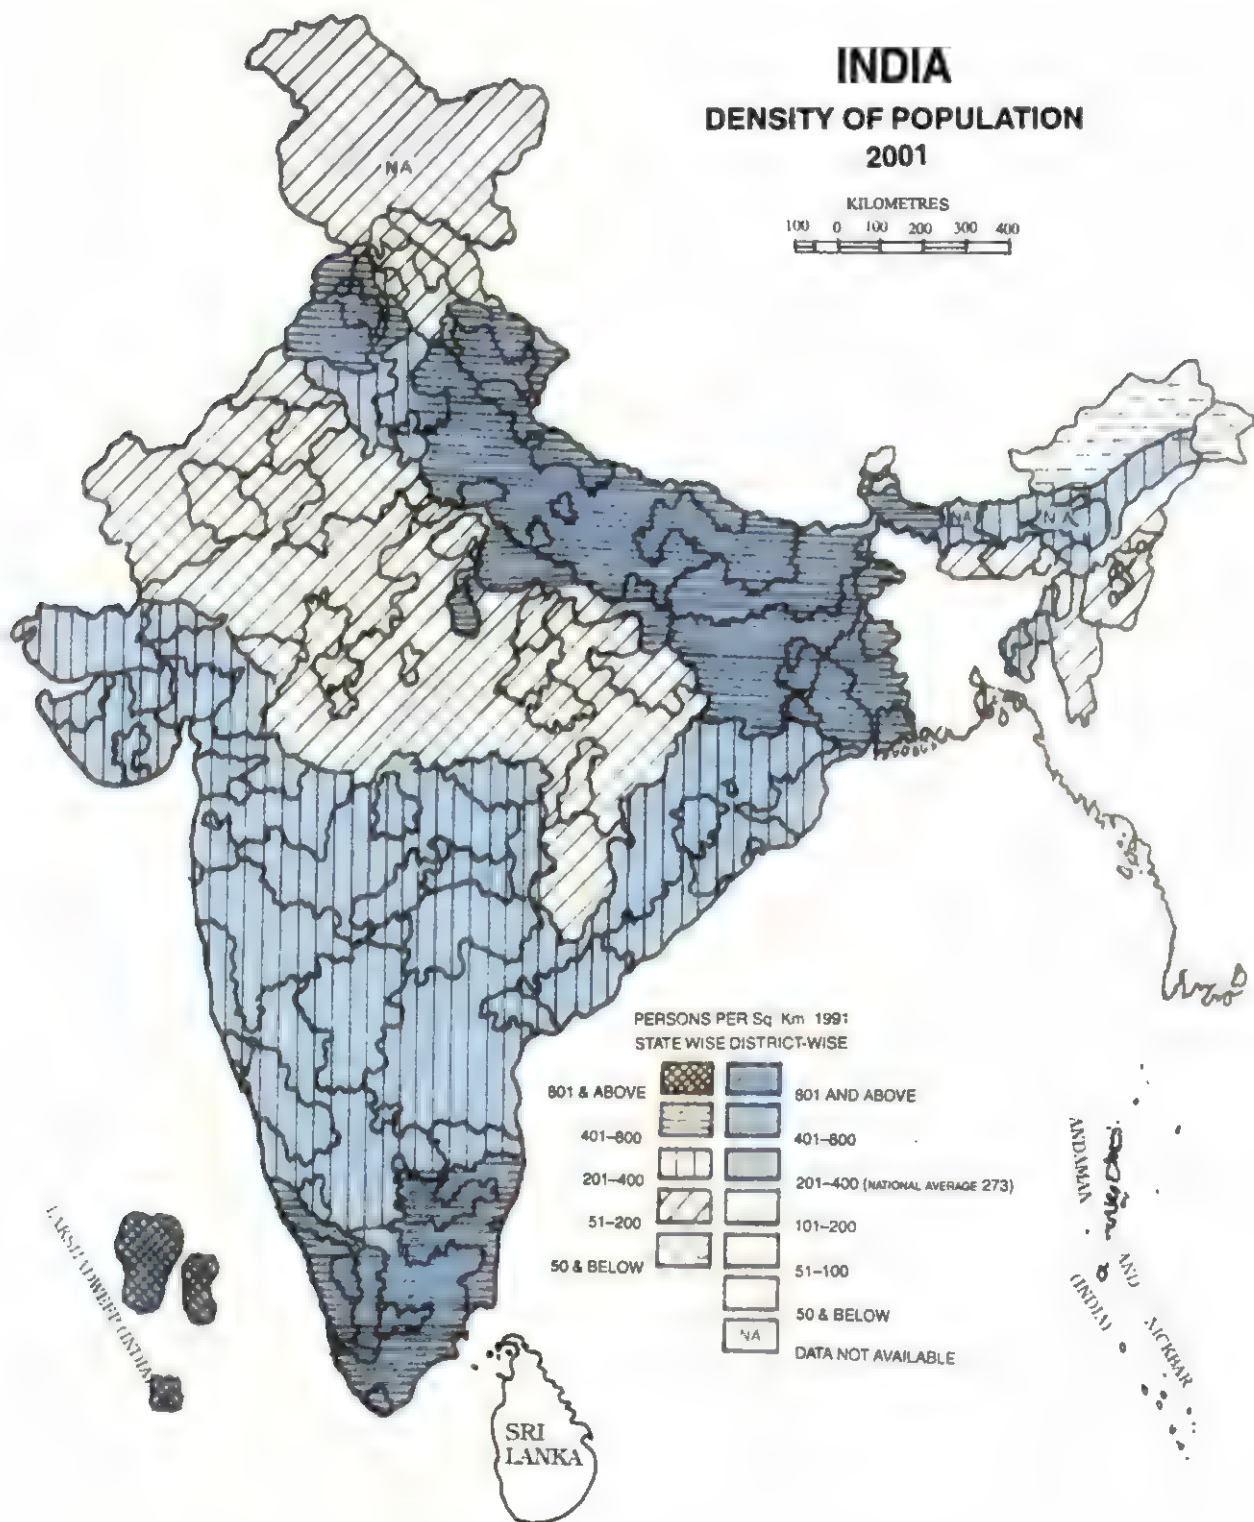 INDIA
DENSITY OF POPULATION
2001
KILOMETRES
100 0 100 200 300 400
NA
NA
N A
PERSONS PER Sq Km 1991
STATE WISE DISTRICT-WISE
801 & ABOVE
801 AND ABOVE
401–800
401–800
201–400
201–400 (NATIONAL AVERAGE 273)
51–200
101–200
50 & BELOW
51–100
50 & BELOW
NA
DATA NOT AVAILABLE
LAKSHADWEEP (INDIA)
ANDAMAN
AND
NICKBAR
(INDIA)
SRI
LANKA